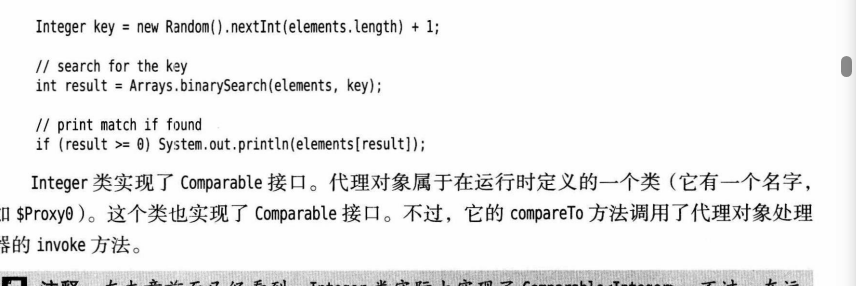 Integer key = new Random().nextInt(elements.length) + 1;
// search for the key
int result = Arrays.binarySearch(elements, key);
// print match if found
if (result >= 0) System.out.println(elements[result]);
Integer 类实现了 Comparable 接口。代理对象属于在运行时定义的一个类（它有一个名字，
如 $Proxy0）。这个类也实现了 Comparable 接口。不过，它的 compareTo 方法调用了代理对象处理
器的 invoke 方法。